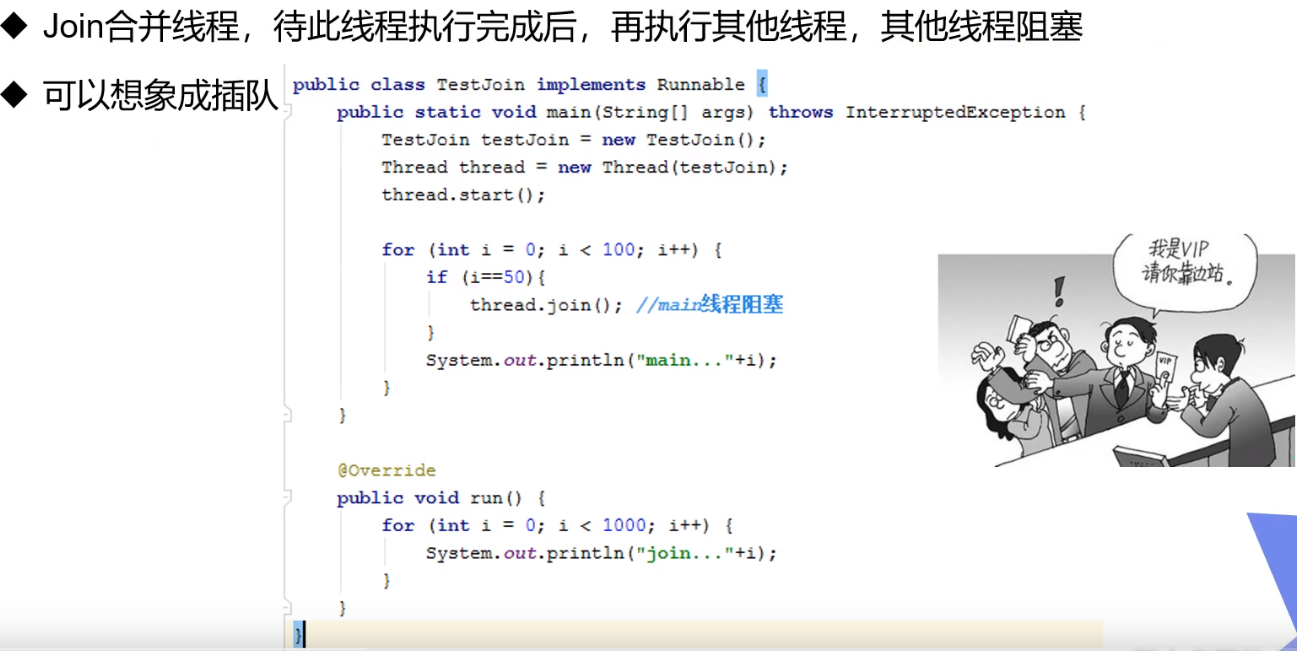 ◆ Join合并线程，待此线程执行完成后，再执行其他线程，其他线程阻塞
◆ 可以想象成插队
public class TestJoin implements Runnable {
public static void main(String[] args) throws InterruptedException {
TestJoin testJoin = new TestJoin();
Thread thread = new Thread(testJoin);
thread.start();
for (int i = 0; i < 100; i++) {
if (i==50){
thread.join(); //main线程阻塞
}
System.out.println("main..."+i);
}
}
@Override
public void run() {
for (int i = 0; i < 1000; i++) {
System.out.println("join..."+i);
}
}
}
我是VIP
请你靠边站。
!
VIP